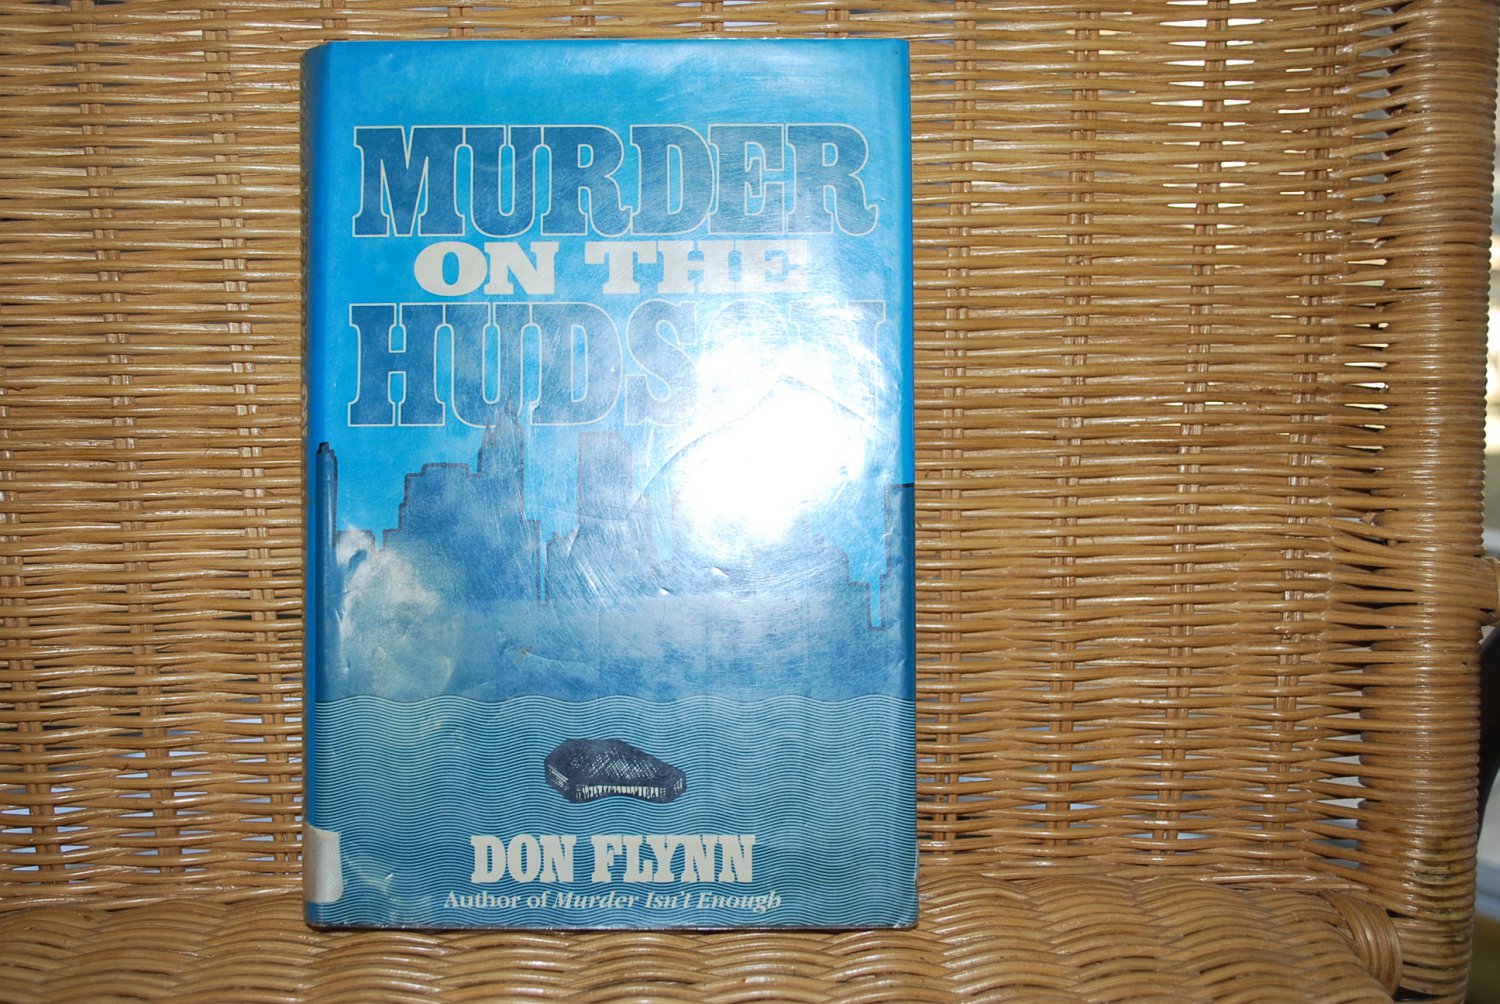 MURDER
ON THE
HUDSON
DON FLYNN
Author of Murder Isn't Enough